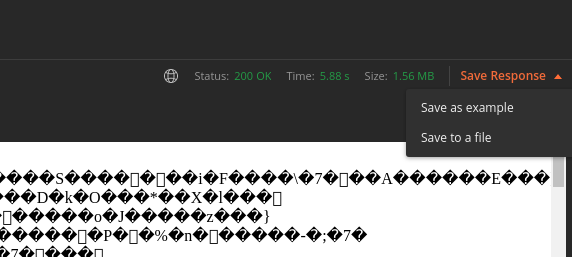 Status: 200 OK Time: 5.88 s Size: 1.56 MB Save Response
Save as example
Save to a file
����S����▯�▯��i�F����\�7�▯��A������E���
���D�k�O���*��X�l���▯
�▯�����o�J�����z���}
�����▯�P�▯�%�n�▯�����-�;�7�
�7�▯���▯